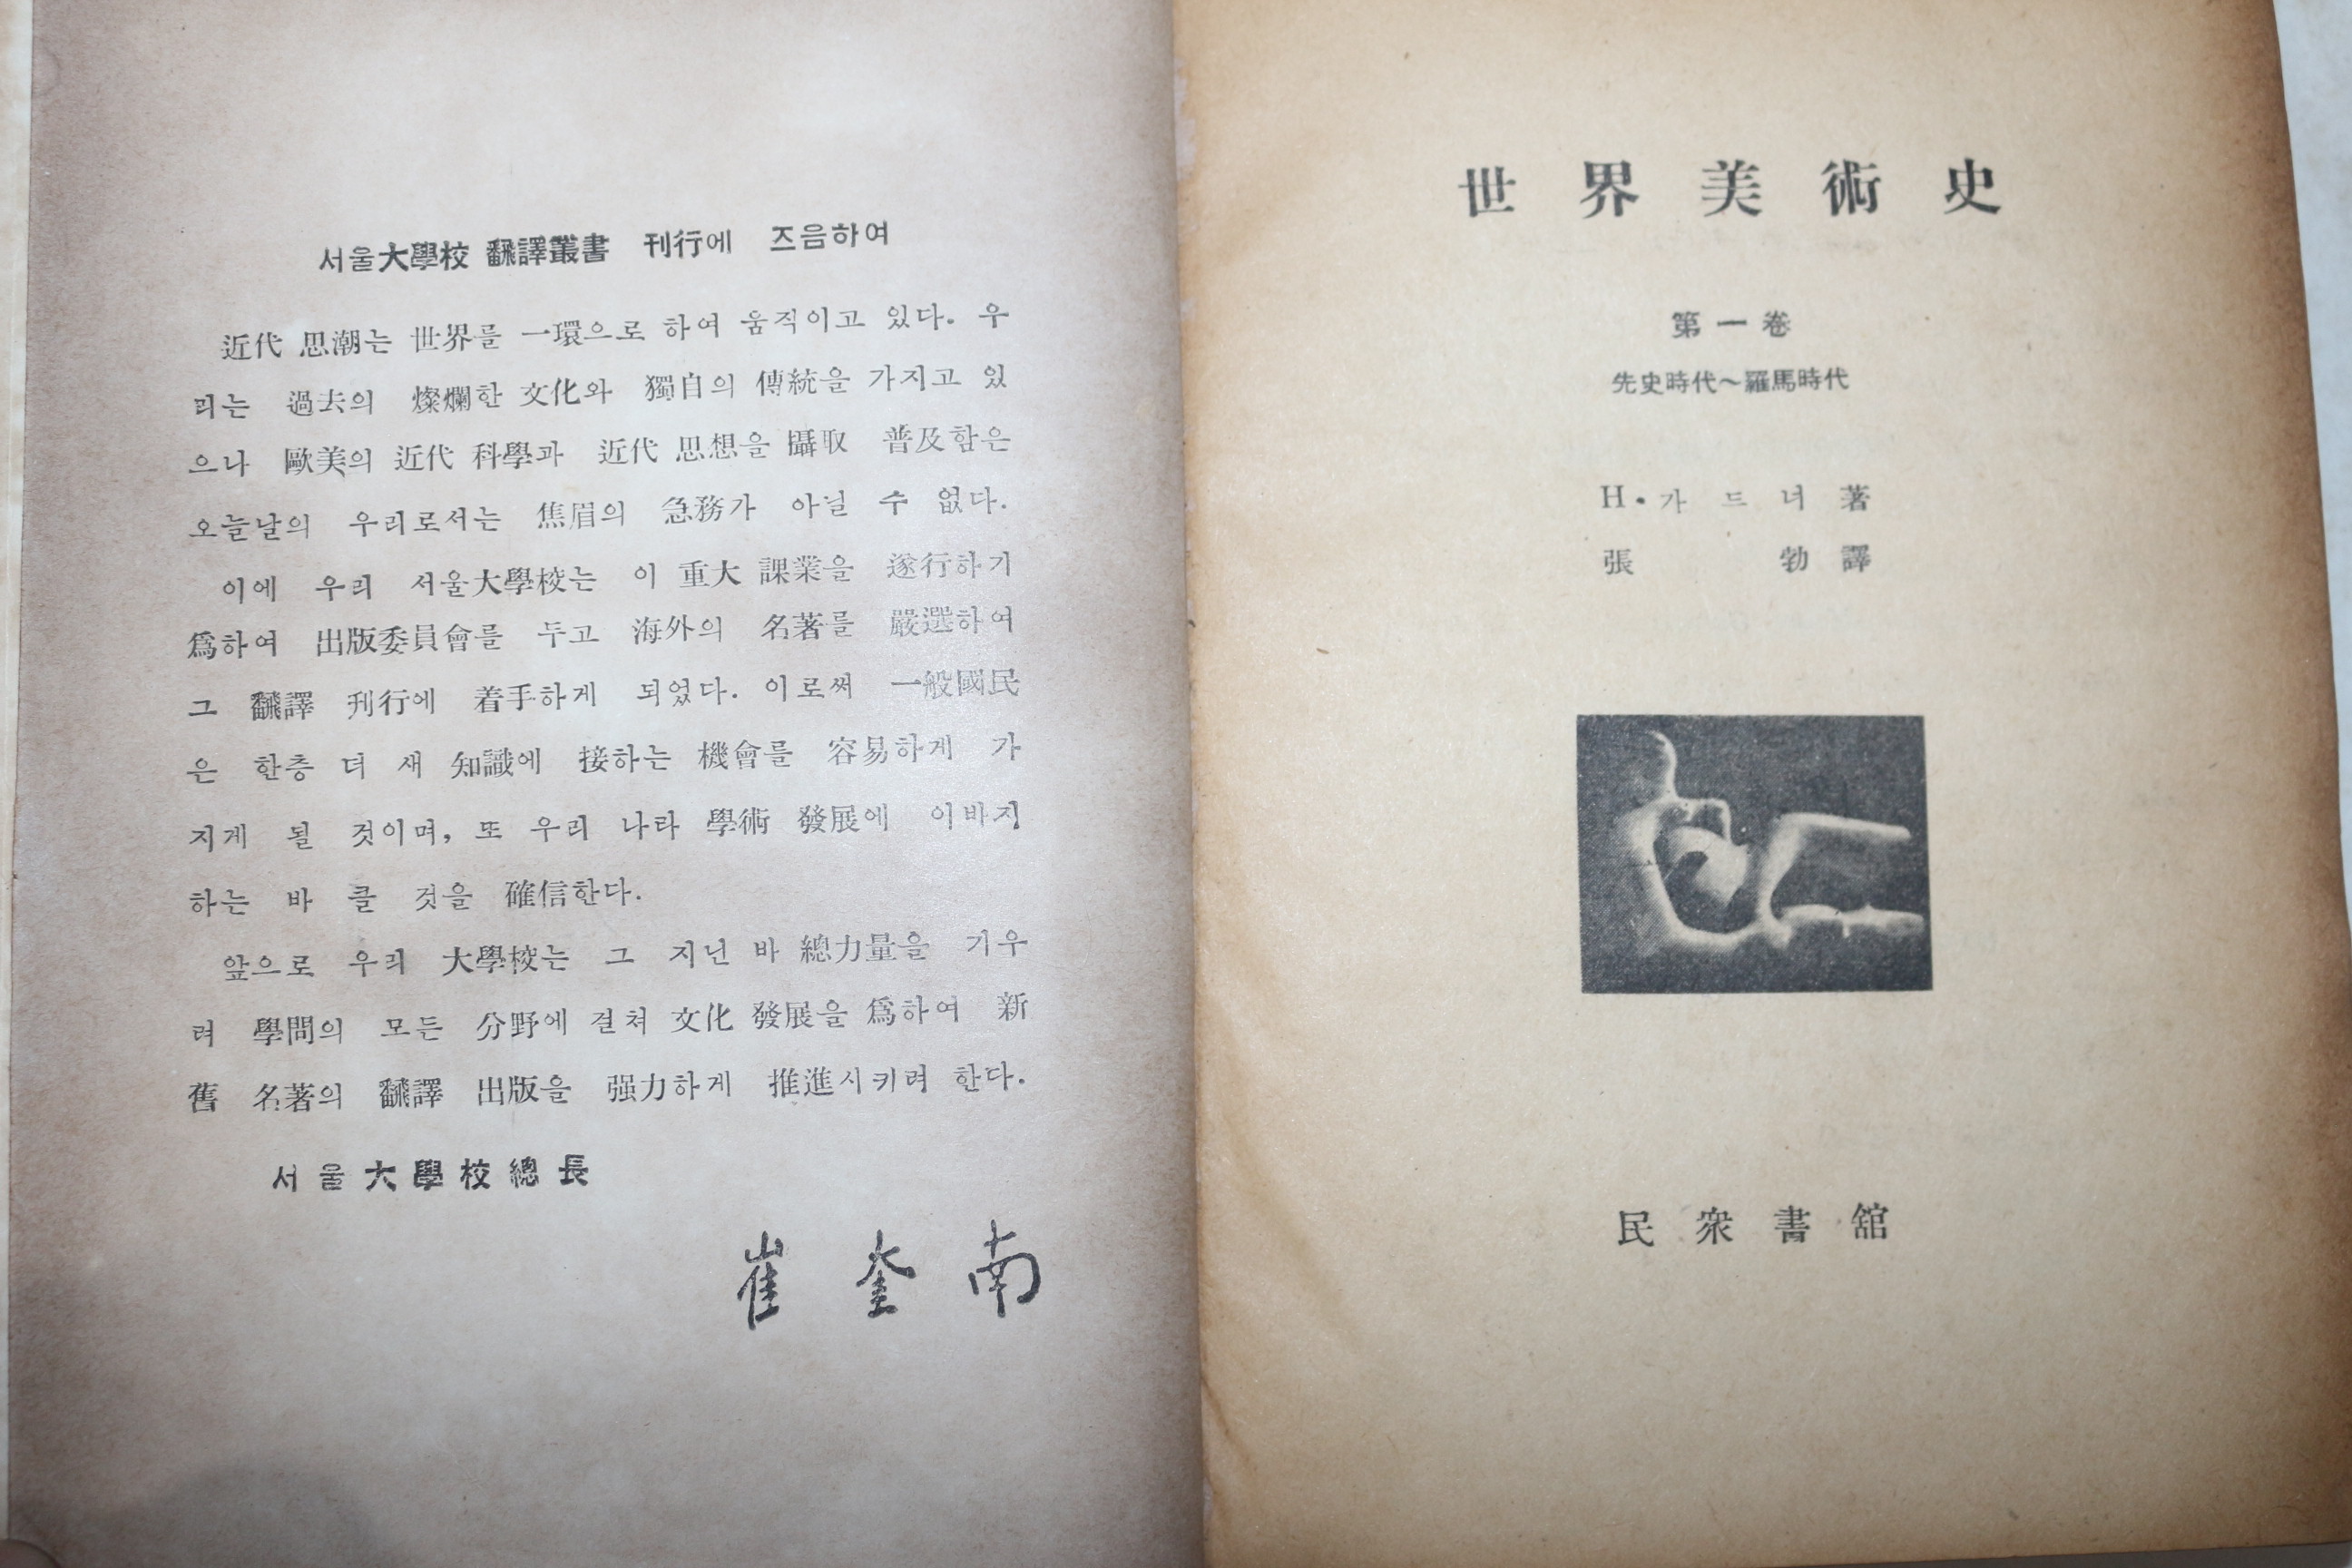 서울大學校 飜譯叢書 刊行에 즈음하여
近代 思潮는 世界를 一環으로 하여 움직이고 있다. 우
리는 過去의 燦爛한 文化와 獨自의 傳統을 가지고 있
으나 歐美의 近代 科學과 近代 思想을 攝取 普及함은
오늘날의 우리로서는 焦眉의 急務가 아닐 수 없다.
이에 우리 서울大學校는 이 重大 課業을 遂行하기
爲하여 出版委員會를 두고 海外의 名著를 嚴選하여
그 飜譯 刊行에 着手하게 되었다. 이로써 一般國民
은 한층 더 새 知識에 接하는 機會를 容易하게 가
지게 될 것이며, 또 우리 나라 學術 發展에 이바지
하는 바 클 것을 確信한다.
앞으로 우리 大學校는 그 지닌 바 總力量을 기우
려 學問의 모든 分野에 걸쳐 文化 發展을 爲하여 新
舊 名著의 飜譯 出版을 强力하게 推進시키려 한다.
서울大學校總長
崔奎南
世界美術史
第一卷
先史時代～羅馬時代
H·가드너 著
張勃 譯
民衆書舘